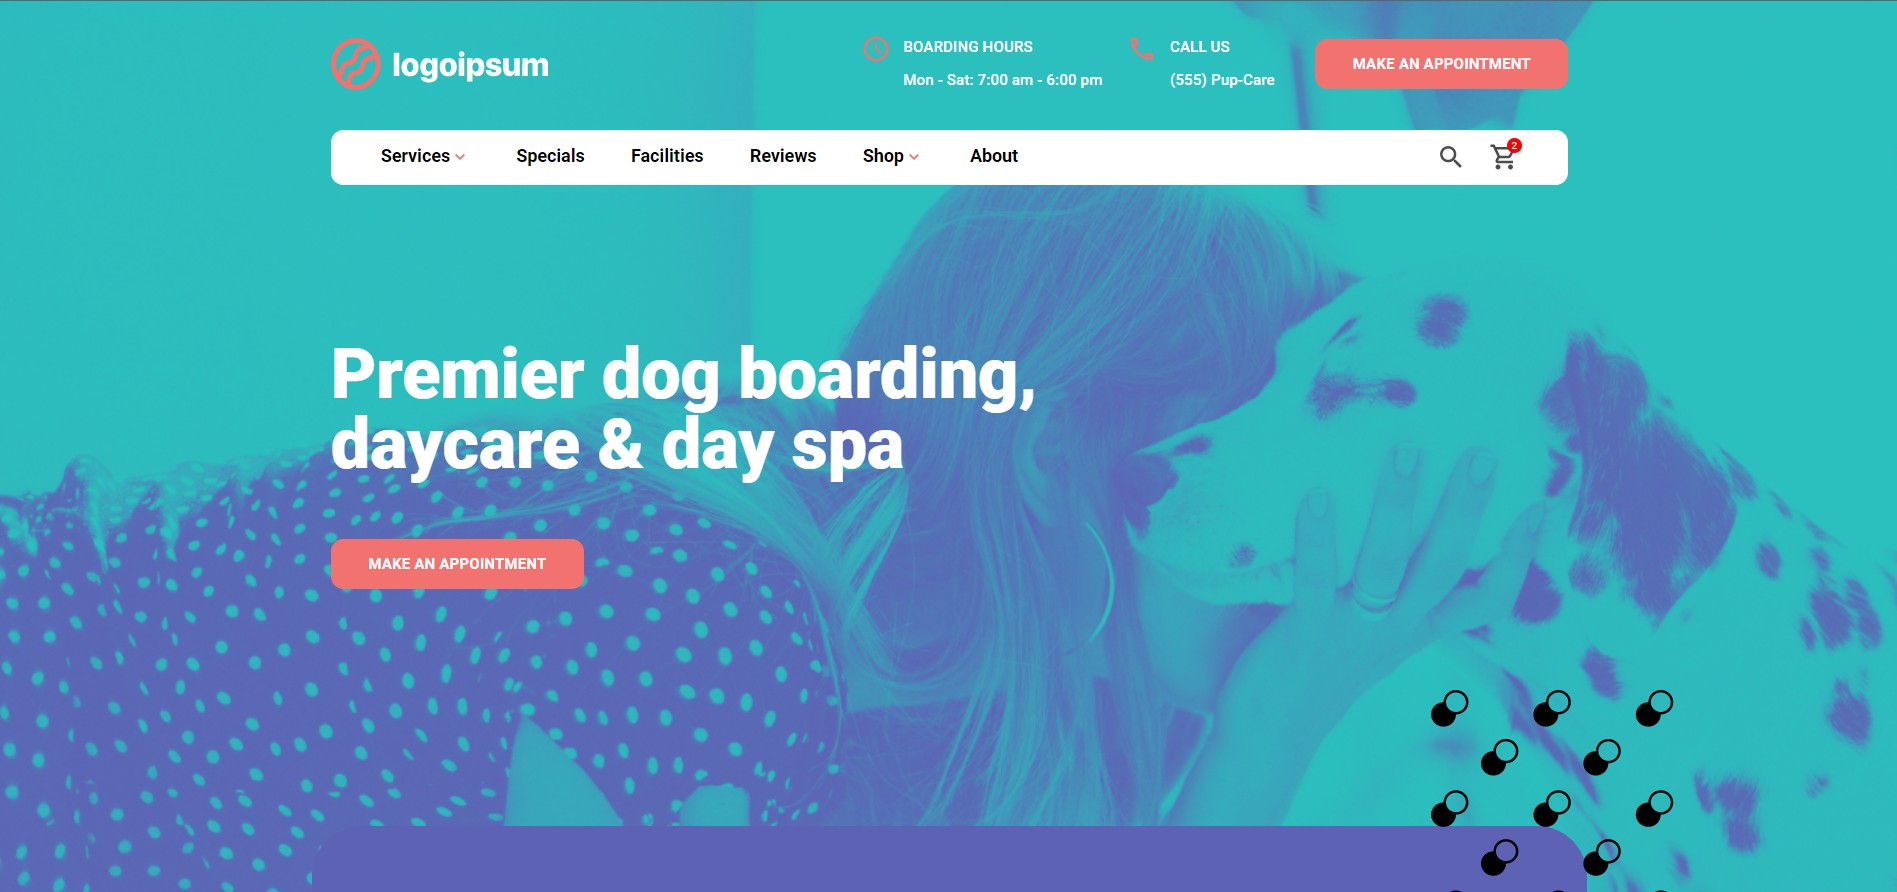 logoipsum
BOARDING HOURS
Mon - Sat: 7:00 am - 6:00 pm
CALL US
(555) Pup-Care
MAKE AN APPOINTMENT
Services
Specials
Facilities
Reviews
Shop
About
2
Premier dog boarding,
daycare & day spa
MAKE AN APPOINTMENT